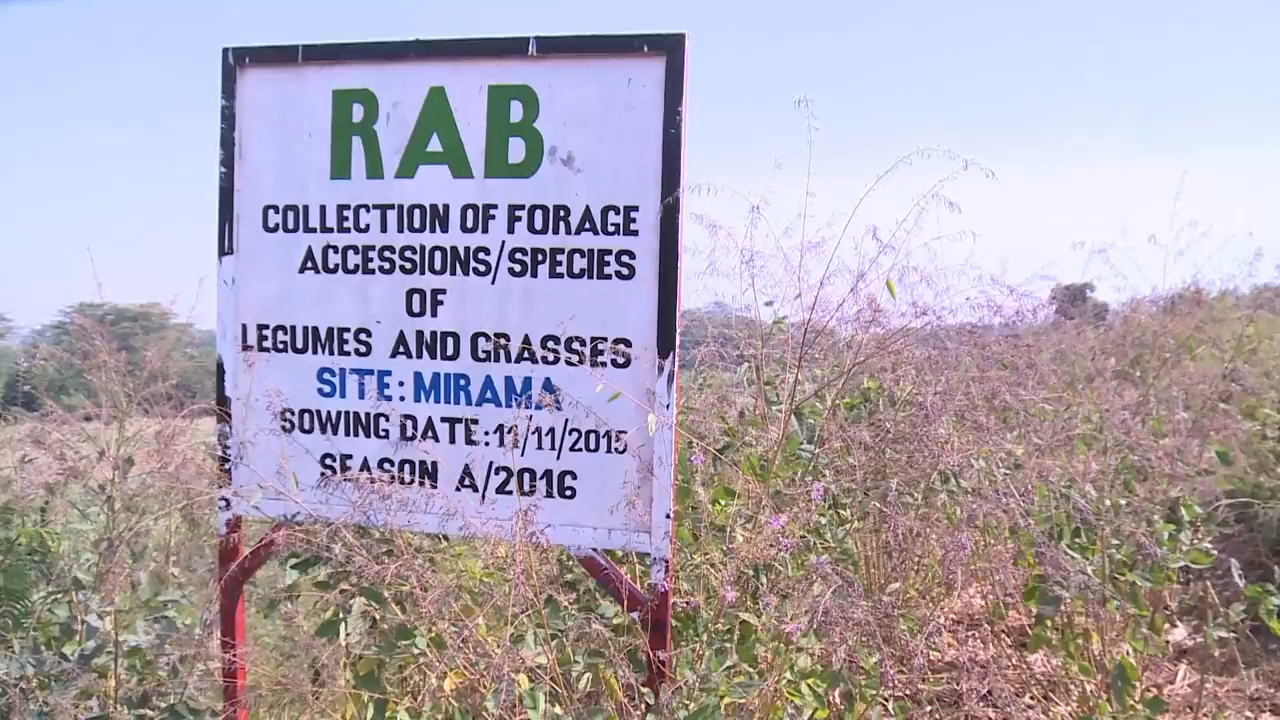 RAB
COLLECTION OF FORAGE
ACCESSIONS/SPECIES
OF
LEGUMES AND GRASSES
SITE: MIRAMA
SOWING DATE:11/11/2015
SEASON A/2016